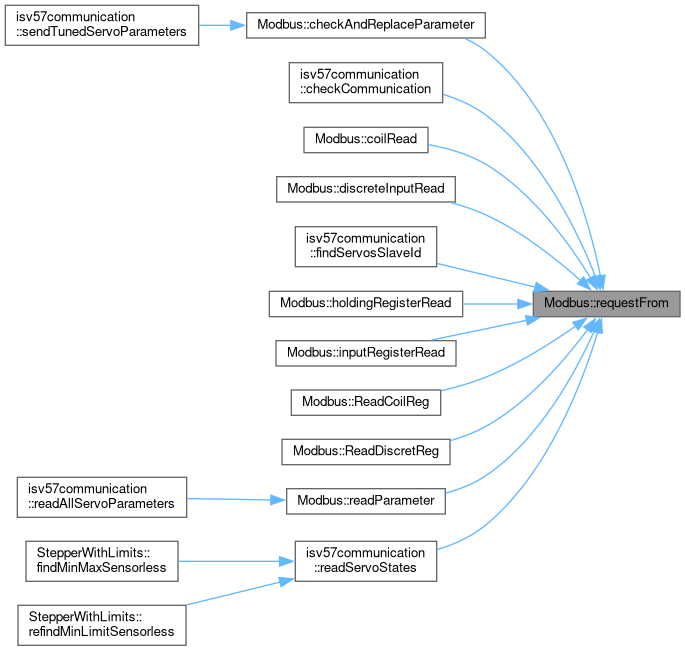 isv57communication
::sendTunedServoParameters
Modbus::checkAndReplaceParameter
isv57communication
::checkCommunication
Modbus::coilRead
Modbus::discreteInputRead
isv57communication
::findServosSlaveId
Modbus::holdingRegisterRead
Modbus::requestFrom
Modbus::inputRegisterRead
Modbus::ReadCoilReg
Modbus::ReadDiscretReg
isv57communication
::readAllServoParameters
Modbus::readParameter
StepperWithLimits::
findMinMaxSensorless
isv57communication
::readServoStates
StepperWithLimits::
refindMinLimitSensorless